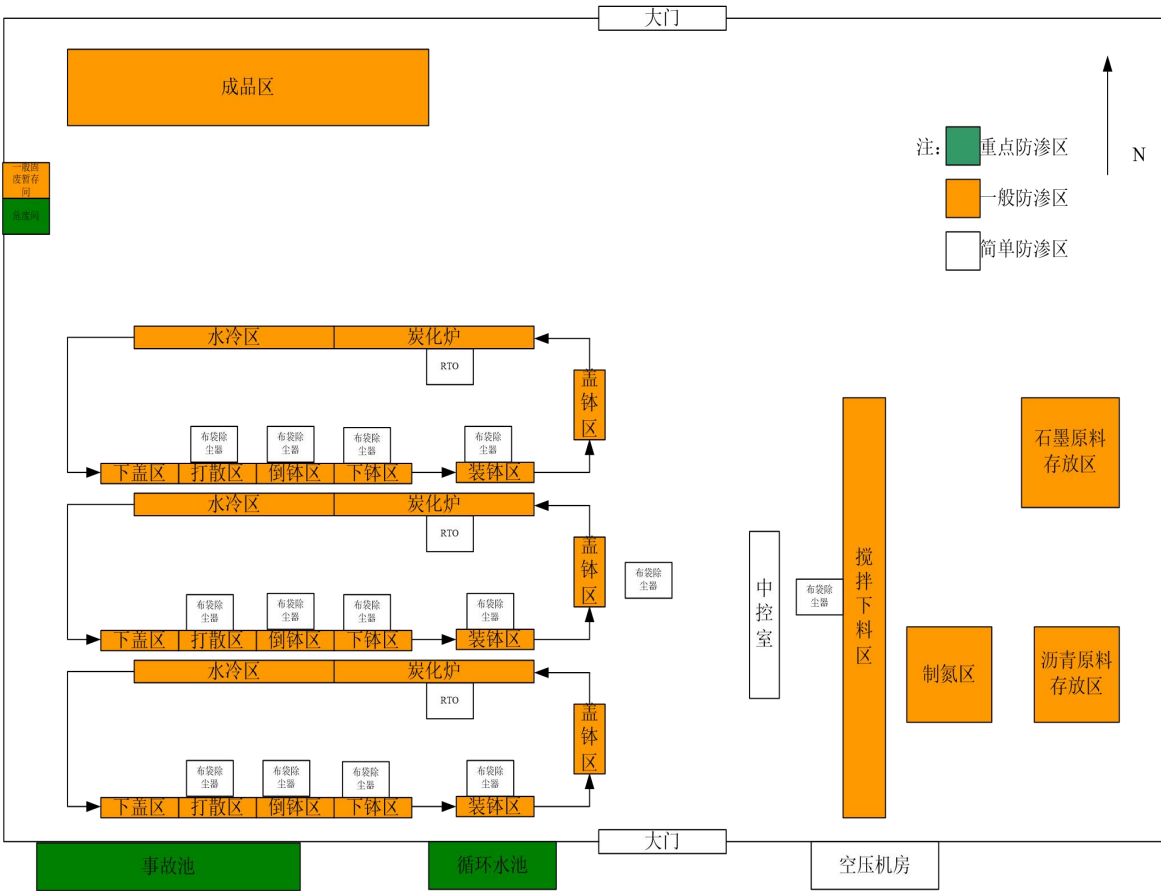 大门
成品区
一般固
废暂存
间
危废间
注：
重点防渗区
一般防渗区
简单防渗区
N
水冷区
炭化炉
RTO
盖
钵
区
布袋除
尘器
布袋除
尘器
布袋除
尘器
布袋除
尘器
下盖区
打散区
倒钵区
下钵区
装钵区
水冷区
炭化炉
RTO
盖
钵
区
布袋除
尘器
布袋除
尘器
布袋除
尘器
布袋除
尘器
布袋除
尘器
下盖区
打散区
倒钵区
下钵区
装钵区
水冷区
炭化炉
RTO
盖
钵
区
布袋除
尘器
布袋除
尘器
布袋除
尘器
布袋除
尘器
下盖区
打散区
倒钵区
下钵区
装钵区
中
控
室
布袋除
尘器
搅
拌
下
料
区
石墨原料
存放区
制氮区
沥青原料
存放区
大门
事故池
循环水池
空压机房